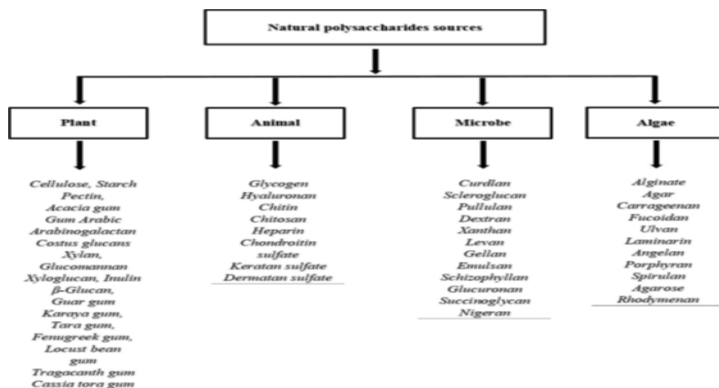 Natural polysaccharides sources
Plant
Cellulose, Starch
Pectin,
Acacia gum
Gum Arabic
Arabinogalactan
Costus glucans
Xylan,
Glucomannan
Xyloglucan, Inulin
β-Glucan,
Guar gum
Karaya gum,
Tara gum,
Fenugreek gum,
Locust bean
gum
Tragacanth gum
Cassia tora gum
Animal
Glycogen
Hyaluronan
Chitin
Chitosan
Heparin
Chondroitin
sulfate
Keratan sulfate
Dermatan sulfate
Microbe
Curdlan
Scleroglucan
Pullulan
Dextran
Xanthan
Levan
Gellan
Emulsan
Schizophyllan
Glucuronan
Succinoglycan
Nigeran
Algae
Alginate
Agar
Carrageenan
Fucoidan
Ulvan
Laminarin
Angelan
Porphyran
Spirulan
Agarose
Rhodymenan